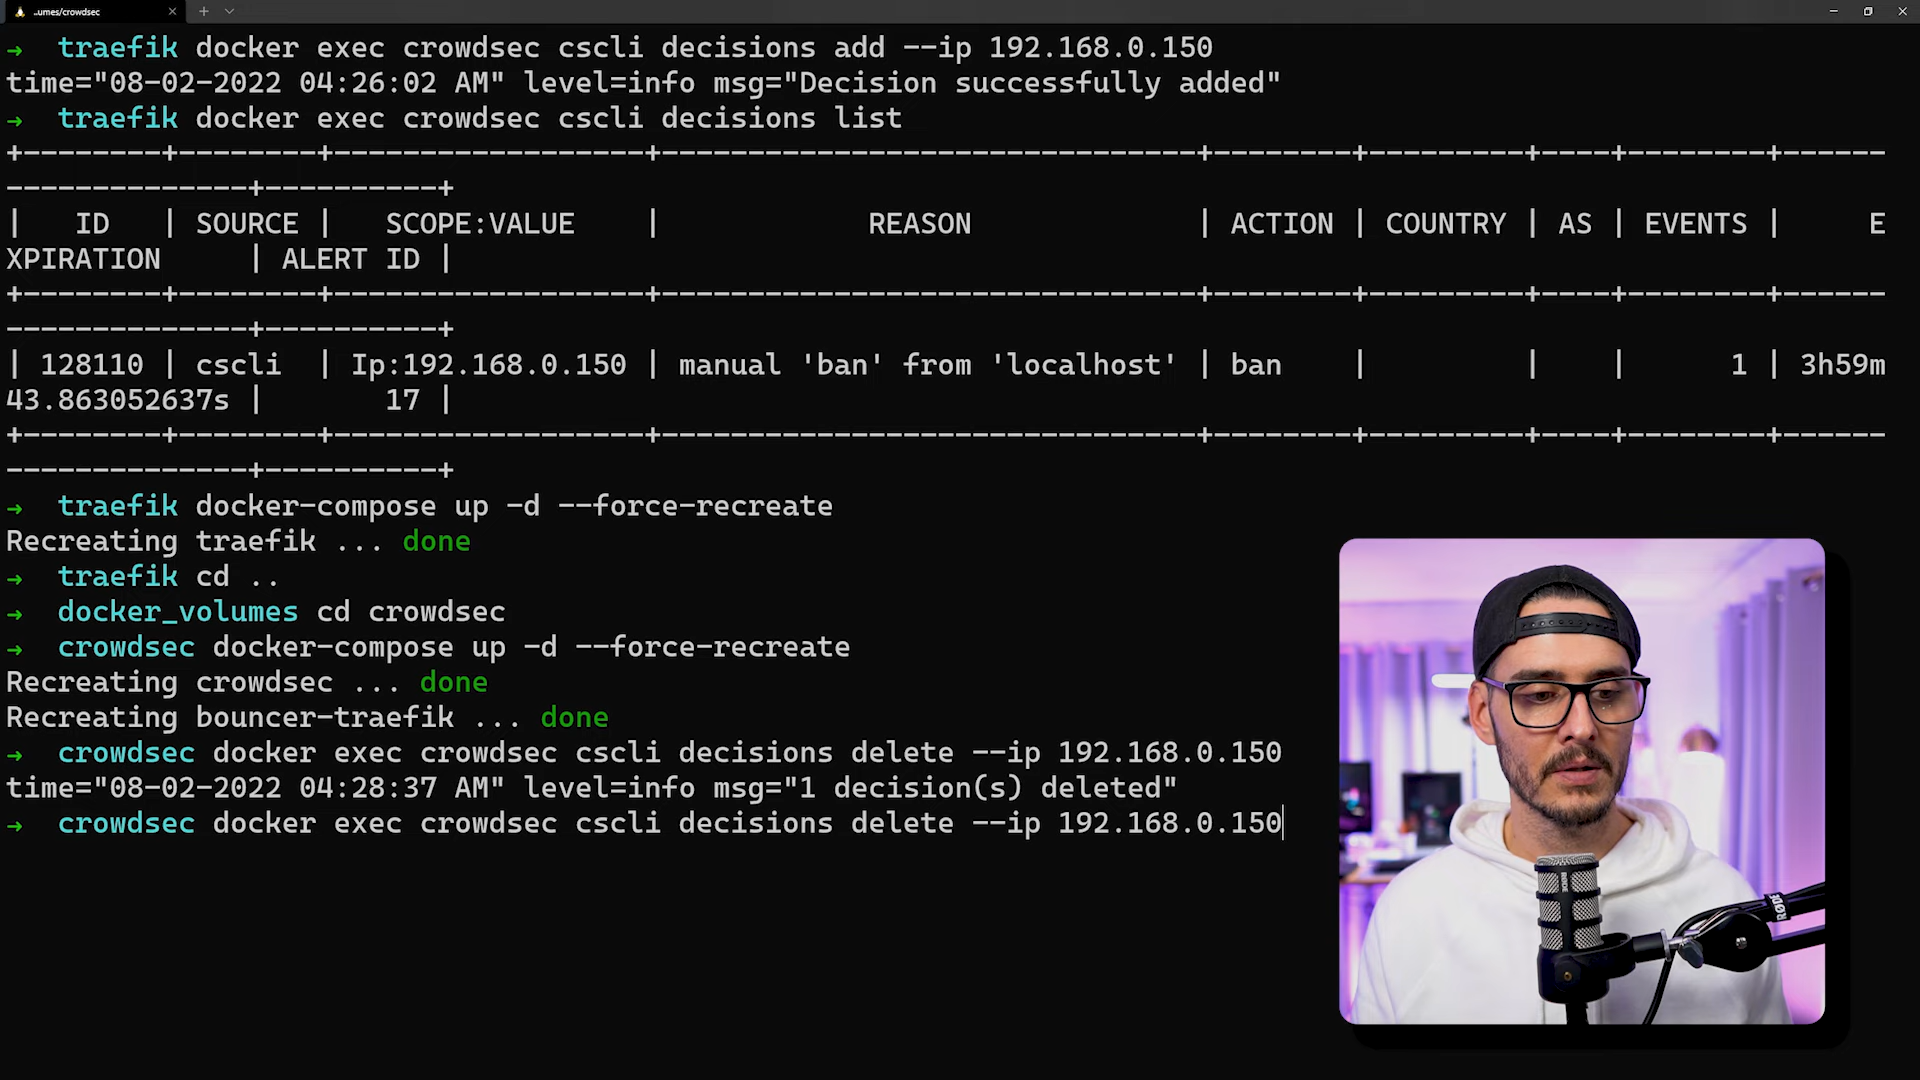 ..umes/crowdsec
→ traefik docker exec crowdsec cscli decisions add --ip 192.168.0.150
time="08-02-2022 04:26:02 AM" level=info msg="Decision successfully added"
→ traefik docker exec crowdsec cscli decisions list
+--------+--------+------------------+-------------------------------+--------+---------+----+--------+------
--------------+----------+
|   ID   | SOURCE |   SCOPE:VALUE    |            REASON             | ACTION | COUNTRY | AS | EVENTS |     E
XPIRATION     | ALERT ID |
+--------+--------+------------------+-------------------------------+--------+---------+----+--------+------
--------------+----------+
| 128110 | cscli  | Ip:192.168.0.150 | manual 'ban' from 'localhost' | ban    |         |    |      1 | 3h59m
43.863052637s |       17 |
+--------+--------+------------------+-------------------------------+--------+---------+----+--------+------
--------------+----------+
→ traefik docker-compose up -d --force-recreate
Recreating traefik ... done
→ traefik cd ..
→ docker_volumes cd crowdsec
→ crowdsec docker-compose up -d --force-recreate
Recreating crowdsec ... done
Recreating bouncer-traefik ... done
→ crowdsec docker exec crowdsec cscli decisions delete --ip 192.168.0.150
time="08-02-2022 04:28:37 AM" level=info msg="1 decision(s) deleted"
→ crowdsec docker exec crowdsec cscli decisions delete --ip 192.168.0.150
RØDE
RØDE